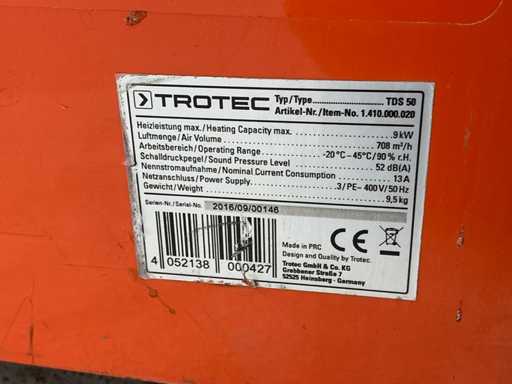 TROTEC
Typ/Type........................ TDS 50
Artikel-Nr./Item-No. 1.410.000.020
Heizleistung max./Heating Capacity max. 9 kW
Luftmenge/Air Volume 708 m³/h
Arbeitsbereich/Operating Range -20°C-45°C/90% r.H.
Schalldruckpegel/Sound Pressure Level 52 dB(A)
Nennstromaufnahme/Nominal Current Consumption 13 A
Netzanschluss/Power Supply 3/PE~ 400V/50 Hz
Gewicht/Weight 9,5 kg
Serien-Nr./Serial-No. 2016/09/00146
4 052138 000427
Made in PRC CE
Design and Quality by Trotec.
Trotec GmbH & Co. KG
Grebbener Straße 7
52525 Heinsberg - Germany